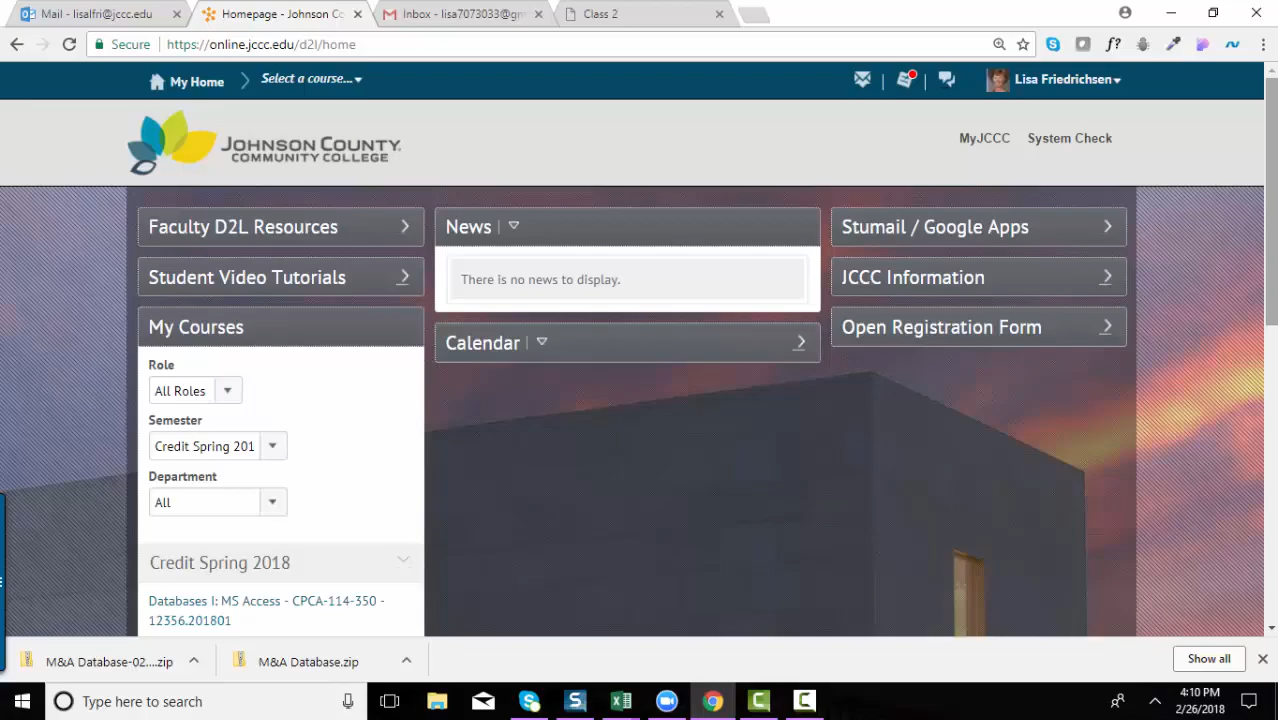 Mail - lisalfri@jccc.edu
Homepage - Johnson Co
Inbox - lisa7073033@gm
Class 2
Secure
https://online.jccc.edu/d2l/home
f?
My Home
Select a course...
Lisa Friedrichsen
JOHNSON COUNTY
COMMUNITY COLLEGE
MyJCCC
System Check
Faculty D2L Resources
News
Stumail / Google Apps
Student Video Tutorials
There is no news to display.
JCCC Information
My Courses
Calendar
Open Registration Form
Role
All Roles
Semester
Credit Spring 201
Department
All
Credit Spring 2018
Databases I: MS Access - CPCA-114-350 -
12356.201801
M&A Database-02....zip
M&A Database.zip
Show all
Type here to search
4:10 PM
2/26/2018